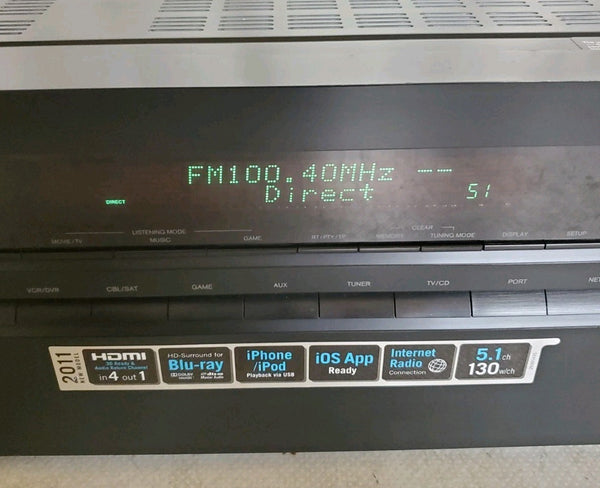 FM100.40MHz --
DIRECT Direct 51
LISTENING MODE CLEAR
MOVIE/TV MUSIC GAME RT/PTY/TP MEMORY TUNING MODE DISPLAY SETUP
VCR/DVR CBL/SAT GAME AUX TUNER TV/CD PORT NET
2011
NEW MODEL
HDMI
3D Ready &
Audio Return Channel
in 4 out 1
HD-Surround for
Blu-ray
iPhone
/iPod
Playback via USB
iOS App
Ready
Internet
Radio
Connection
5.1ch
130w/ch